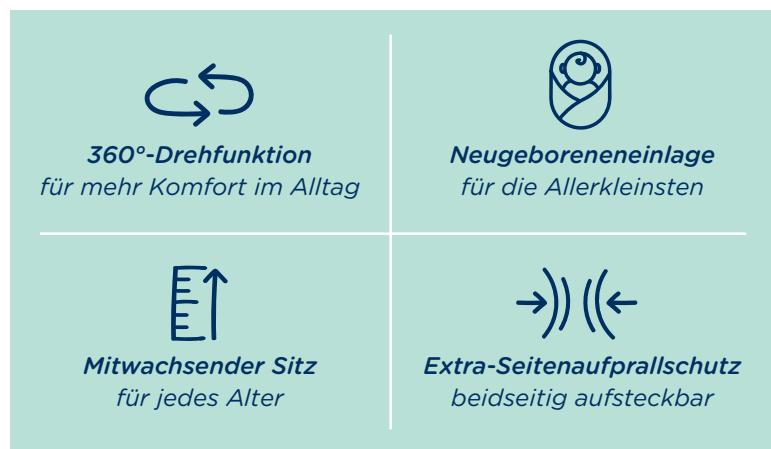 360°-Drehfunktion
für mehr Komfort im Alltag
Neugeboreneneinlage
für die Allerkleinsten
Mitwachsender Sitz
für jedes Alter
Extra-Seitenaufprallschutz
beidseitig aufsteckbar